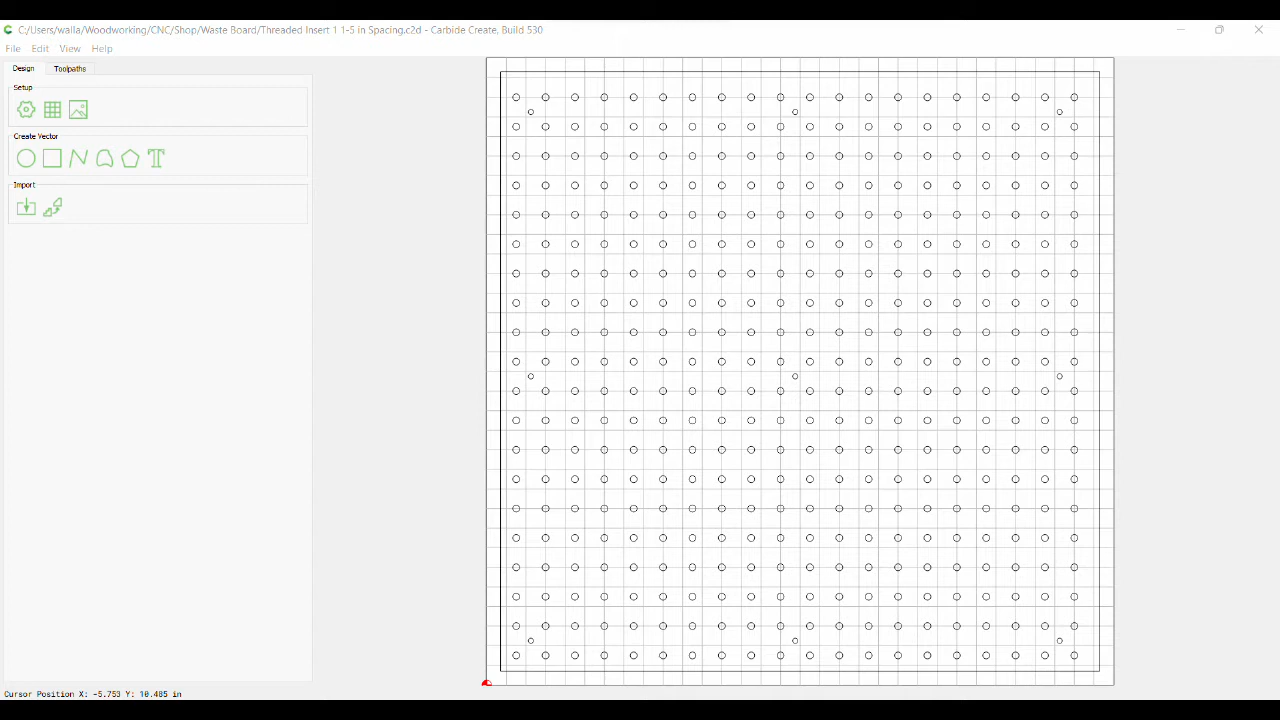 C:/Users/walla/Woodworking/CNC/Shop/Waste Board/Threaded Insert 1 1-5 in Spacing.c2d - Carbide Create, Build 530
File Edit View Help
Design Toolpaths
Setup
Create Vector
Import
Cursor Position X: -5.753 Y: 10.485 in